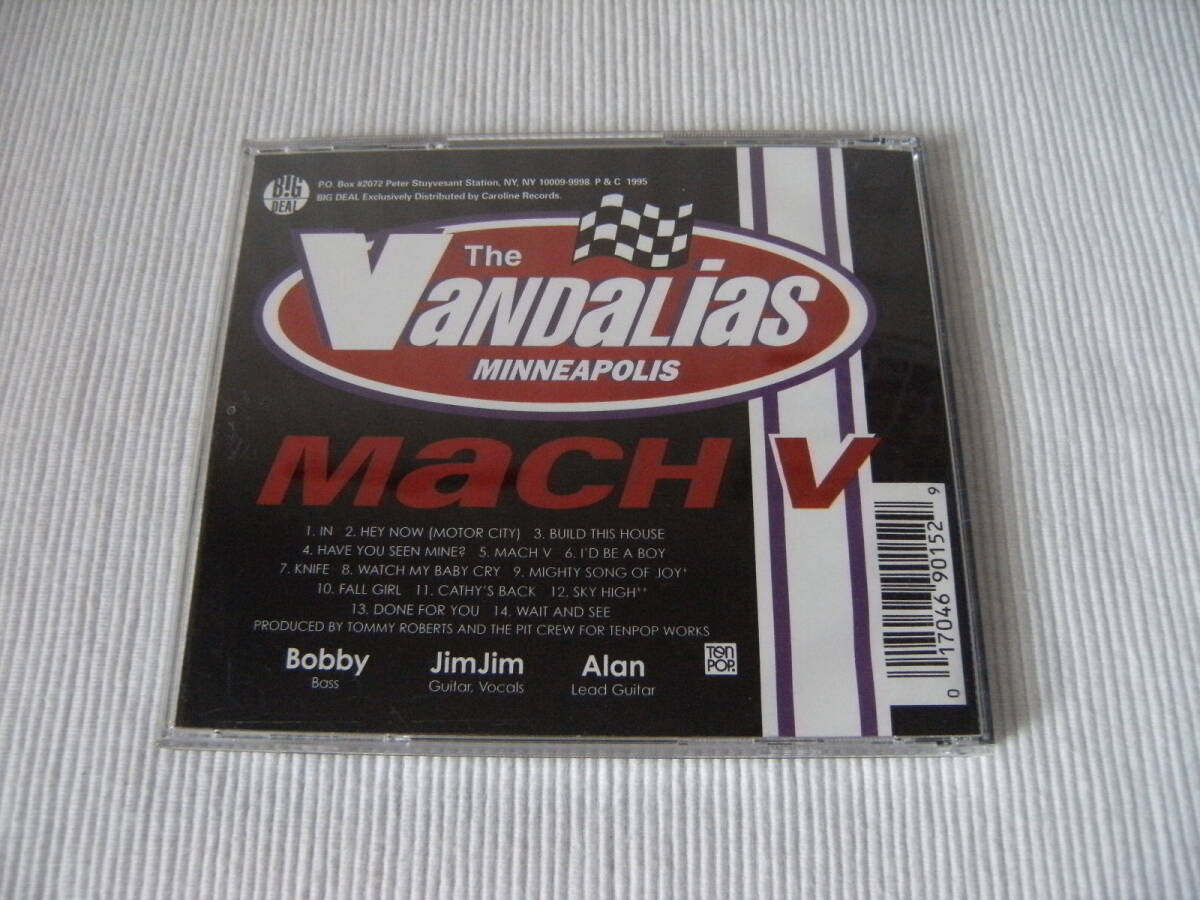 B!G
DEAL
P.O. Box #2072 Peter Stuyvesant Station, NY, NY 10009-9998. P & C 1995
BIG DEAL Exclusively Distributed by Caroline Records.
The
VaNDaLias
MINNEAPOLIS
MaCH V
1. IN 2. HEY NOW (MOTOR CITY) 3. BUILD THIS HOUSE
4. HAVE YOU SEEN MINE? 5. MACH V 6. I'D BE A BOY
7. KNIFE 8. WATCH MY BABY CRY 9. MIGHTY SONG OF JOY*
10. FALL GIRL 11. CATHY'S BACK 12. SKY HIGH**
13. DONE FOR YOU 14. WAIT AND SEE
PRODUCED BY TOMMY ROBERTS AND THE PIT CREW FOR TENPOP WORKS
Bobby JimJim Alan
Bass Guitar, Vocals Lead Guitar
TEN
POP.
0 17046 90152 9